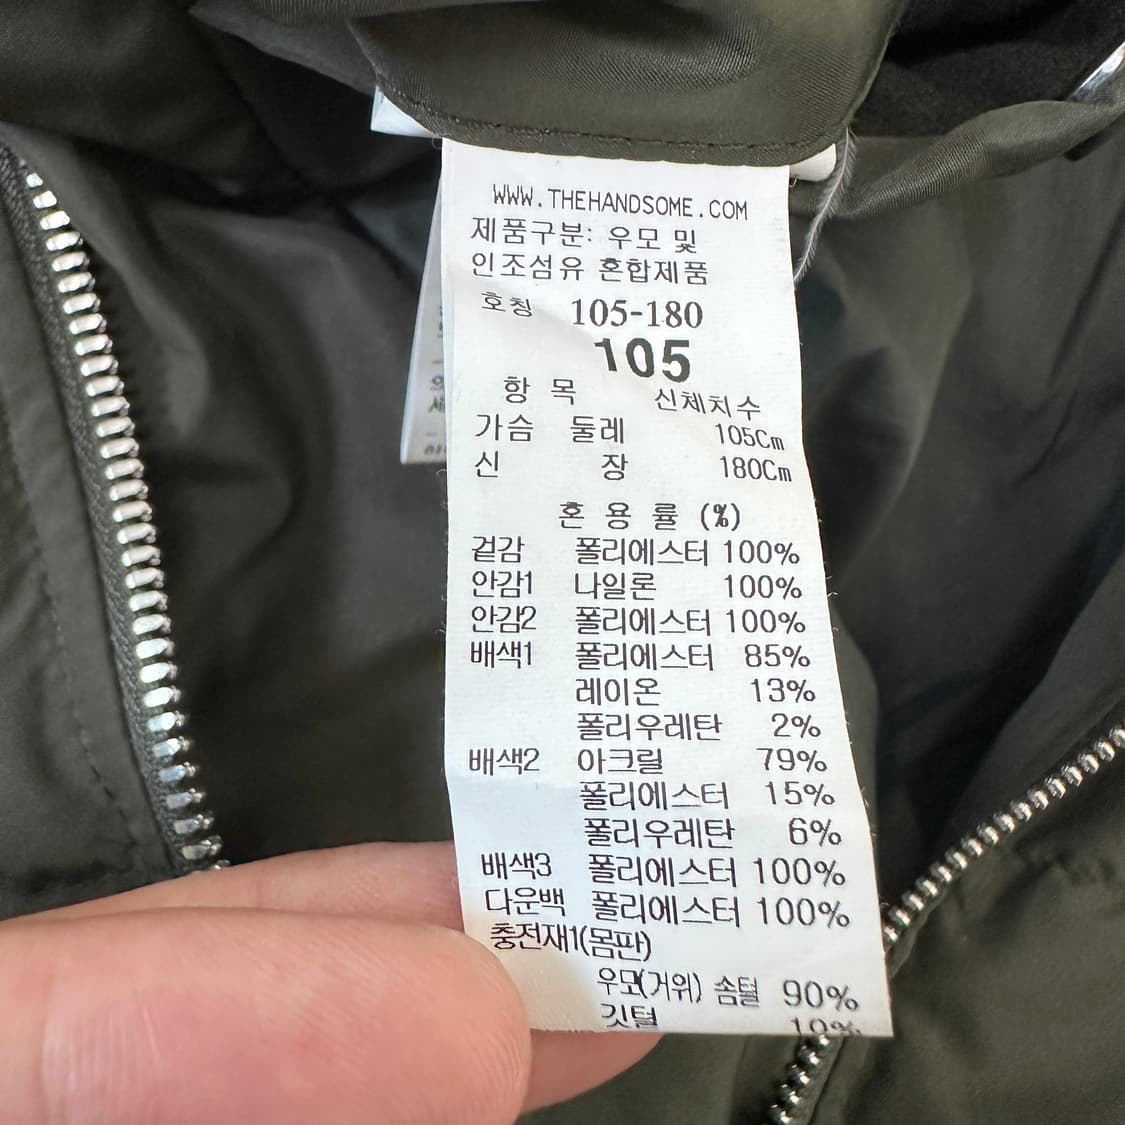 WWW.THEHANDSOME.COM
제품구분: 우모 및
인조섬유 혼합제품
호칭 105-180
105
항 목 신체치수
가슴 둘레 105Cm
신 장 180Cm
혼 용 률 (%)
겉감 폴리에스터 100%
안감1 나일론 100%
안감2 폴리에스터 100%
배색1 폴리에스터 85%
레이온 13%
폴리우레탄 2%
배색2 아크릴 79%
폴리에스터 15%
폴리우레탄 6%
배색3 폴리에스터 100%
다운백 폴리에스터 100%
충전재1(몸판)
우모(거위) 솜털 90%
깃털 10%